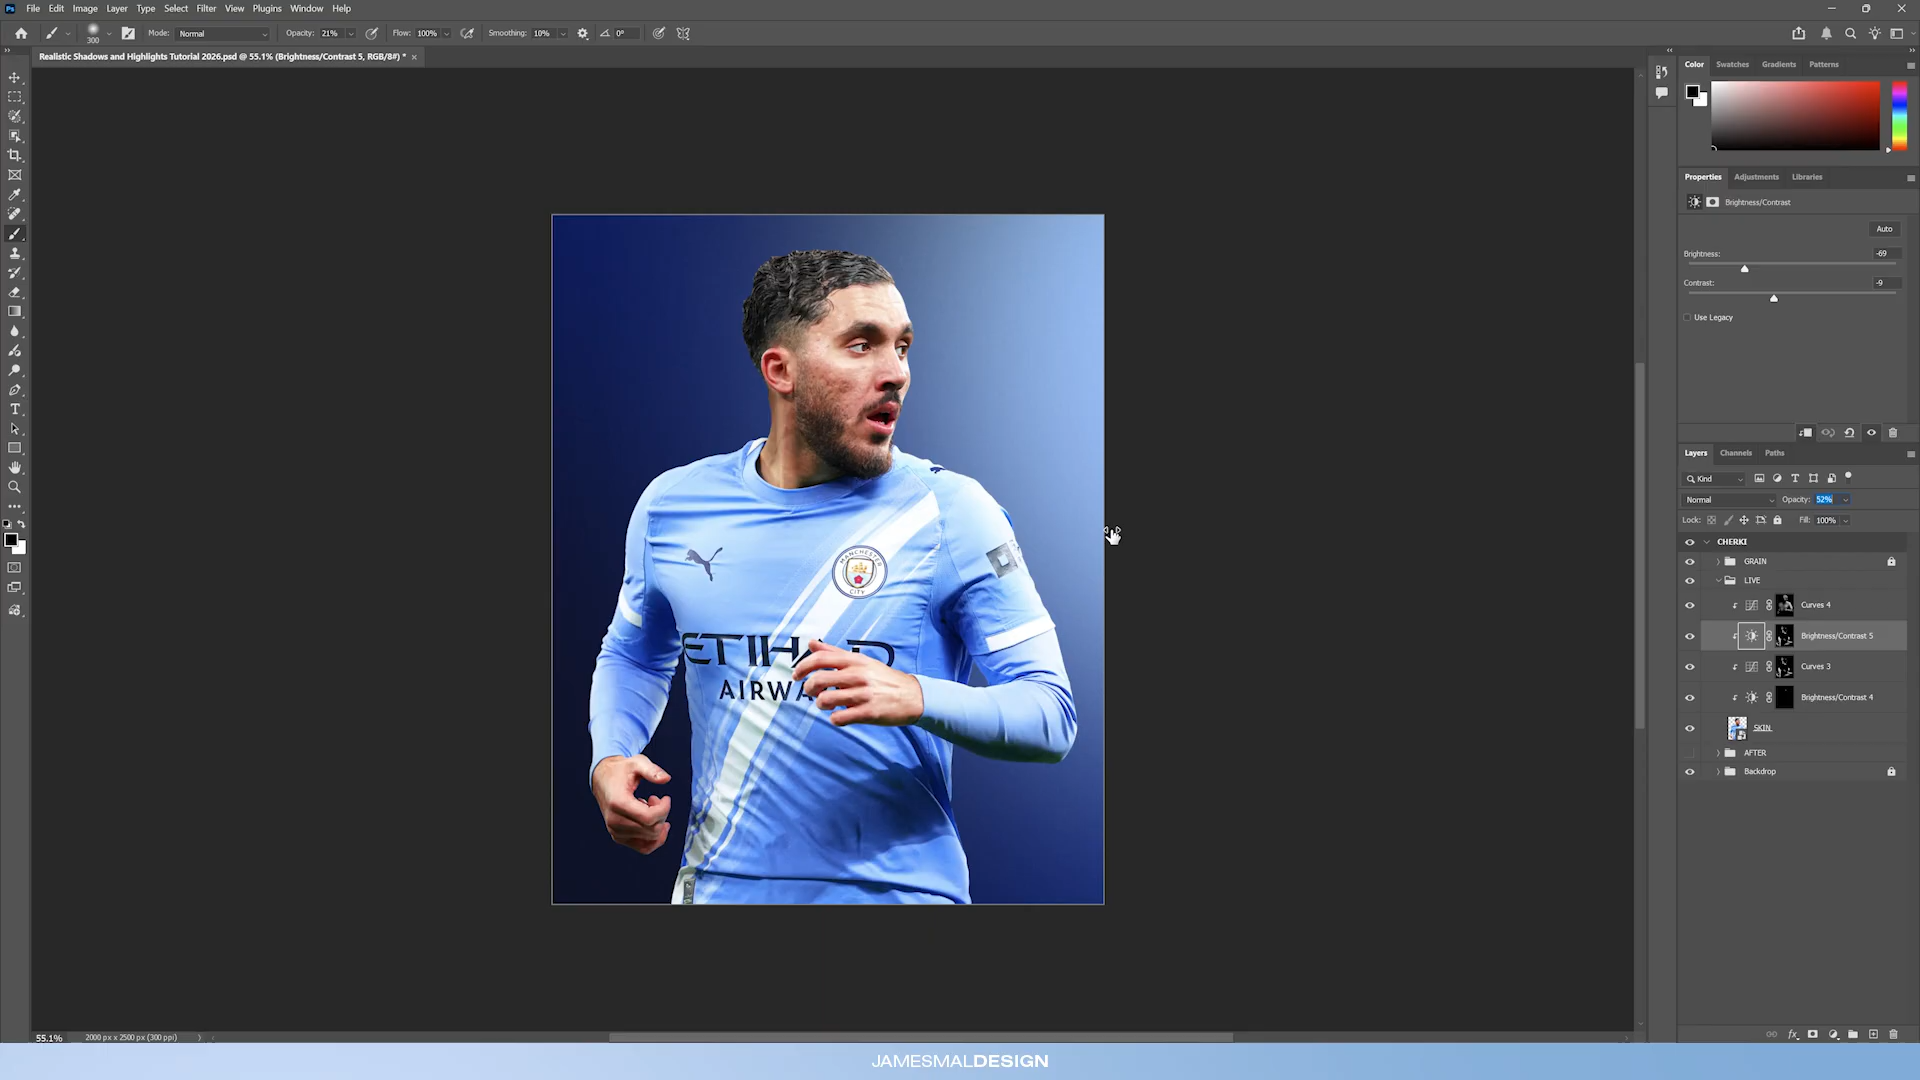 Ps File Edit Image Layer Type Select Filter View Plugins Window Help
300 Mode: Normal Opacity: 21% Flow: 100% Smoothing: 10% 0°
Realistic Shadows and Highlights Tutorial 2026.psd @ 55.1% (Brightness/Contrast 5, RGB/8#) * ×
Color Swatches Gradients Patterns
Properties Adjustments Libraries
Brightness/Contrast
Auto
Brightness: -69
Contrast: -9
Use Legacy
Layers Channels Paths
Kind
Normal Opacity: 52%
Lock: Fill: 100%
CHERKI
GRAIN
LIVE
Curves 4
Brightness/Contrast 5
Curves 3
Brightness/Contrast 4
SKIN
AFTER
Backdrop
MANCHESTER
CITY
ETIHAD
AIRWA
55.1% 2000 px x 2500 px (300 ppi)
JAMESMALDESIGN